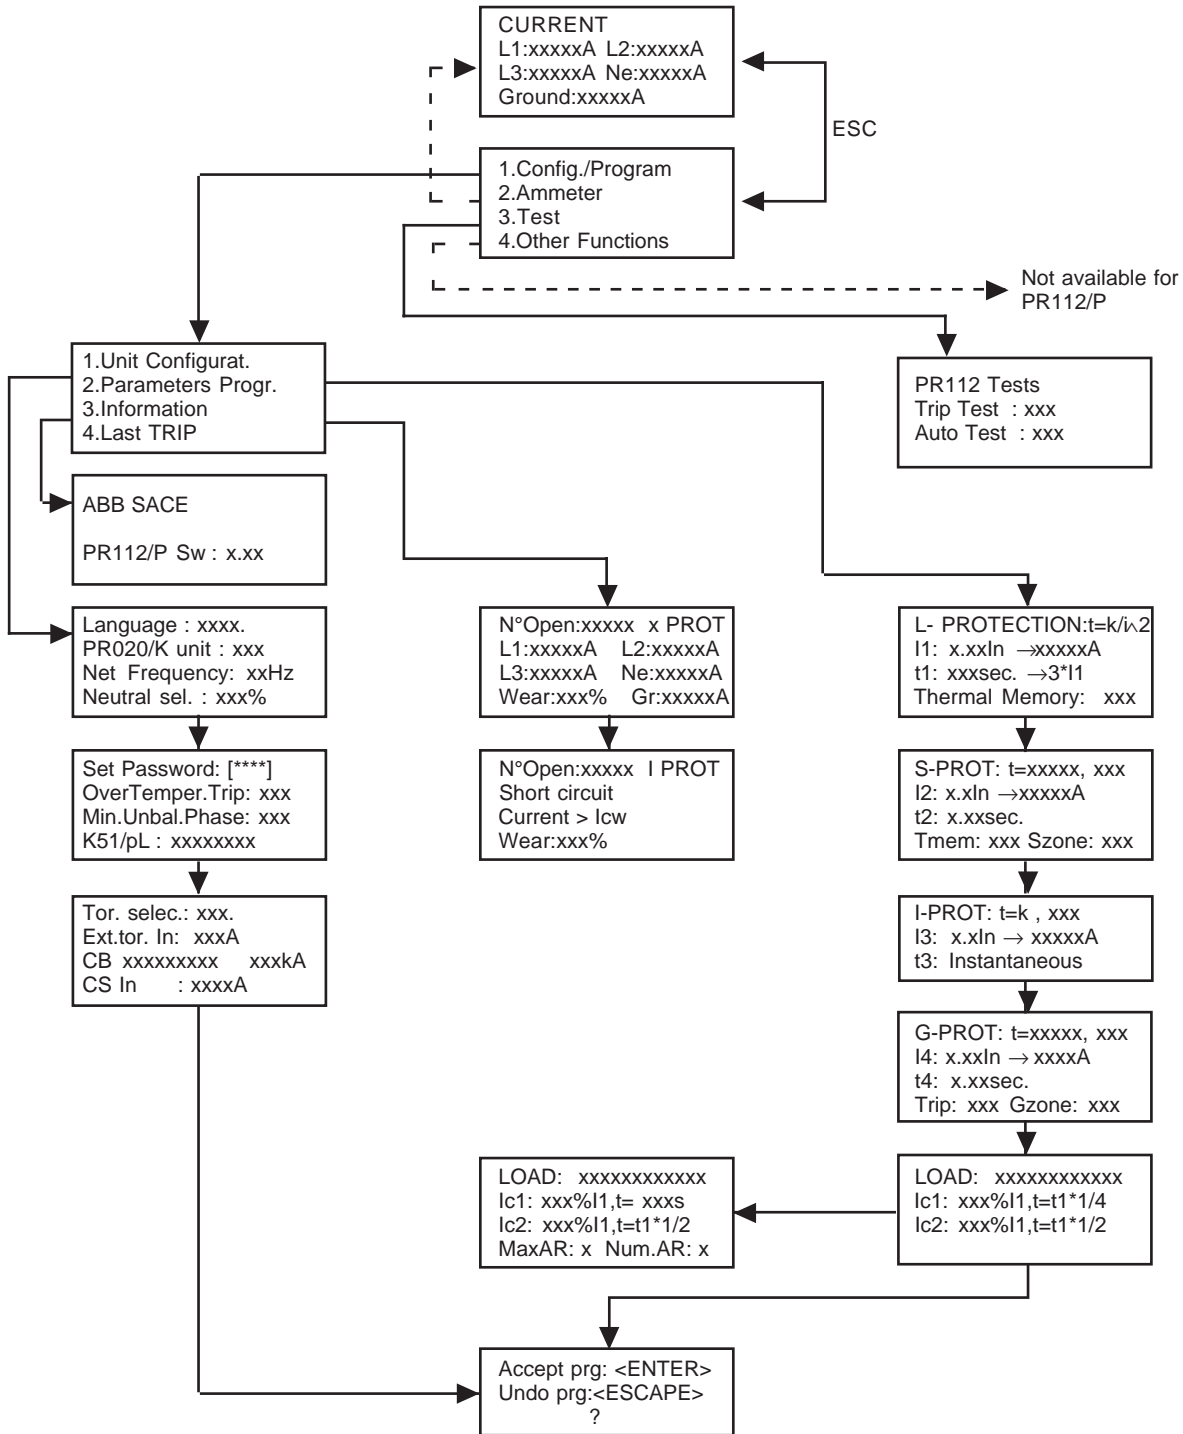 CURRENT
L1:xxxxxA L2:xxxxxA
L3:xxxxxA Ne:xxxxxA
Ground:xxxxxA
ESC
1.Config./Program
2.Ammeter
3.Test
4.Other Functions
Not available for
PR112/P
1.Unit Configurat.
2.Parameters Progr.
3.Information
4.Last TRIP
PR112 Tests
Trip Test : xxx
Auto Test : xxx
ABB SACE
PR112/P Sw : x.xx
Language : xxxx.
PR020/K unit : xxx
Net Frequency: xxHz
Neutral sel. : xxx%
N°Open:xxxxx x PROT
L1:xxxxxA L2:xxxxxA
L3:xxxxxA Ne:xxxxxA
Wear:xxx% Gr:xxxxxA
L- PROTECTION:t=k/i^2
I1: x.xxIn →xxxxxA
t1: xxxsec. →3*I1
Thermal Memory: xxx
Set Password: [****]
OverTemper.Trip: xxx
Min.Unbal.Phase: xxx
K51/pL : xxxxxxxx
N°Open:xxxxx I PROT
Short circuit
Current > Icw
Wear:xxx%
S-PROT: t=xxxxx, xxx
I2: x.xIn →xxxxxA
t2: x.xxsec.
Tmem: xxx Szone: xxx
Tor. selec.: xxx.
Ext.tor. In: xxxA
CB xxxxxxxxx xxxkA
CS In : xxxxA
I-PROT: t=k , xxx
I3: x.xIn → xxxxxA
t3: Instantaneous
G-PROT: t=xxxxx, xxx
I4: x.xxIn → xxxxA
t4: x.xxsec.
Trip: xxx Gzone: xxx
LOAD: xxxxxxxxxxxx
Ic1: xxx%I1,t= xxxs
Ic2: xxx%I1,t=t1*1/2
MaxAR: x Num.AR: x
LOAD: xxxxxxxxxxxx
Ic1: xxx%I1,t=t1*1/4
Ic2: xxx%I1,t=t1*1/2
Accept prg: <ENTER>
Undo prg:<ESCAPE>
?